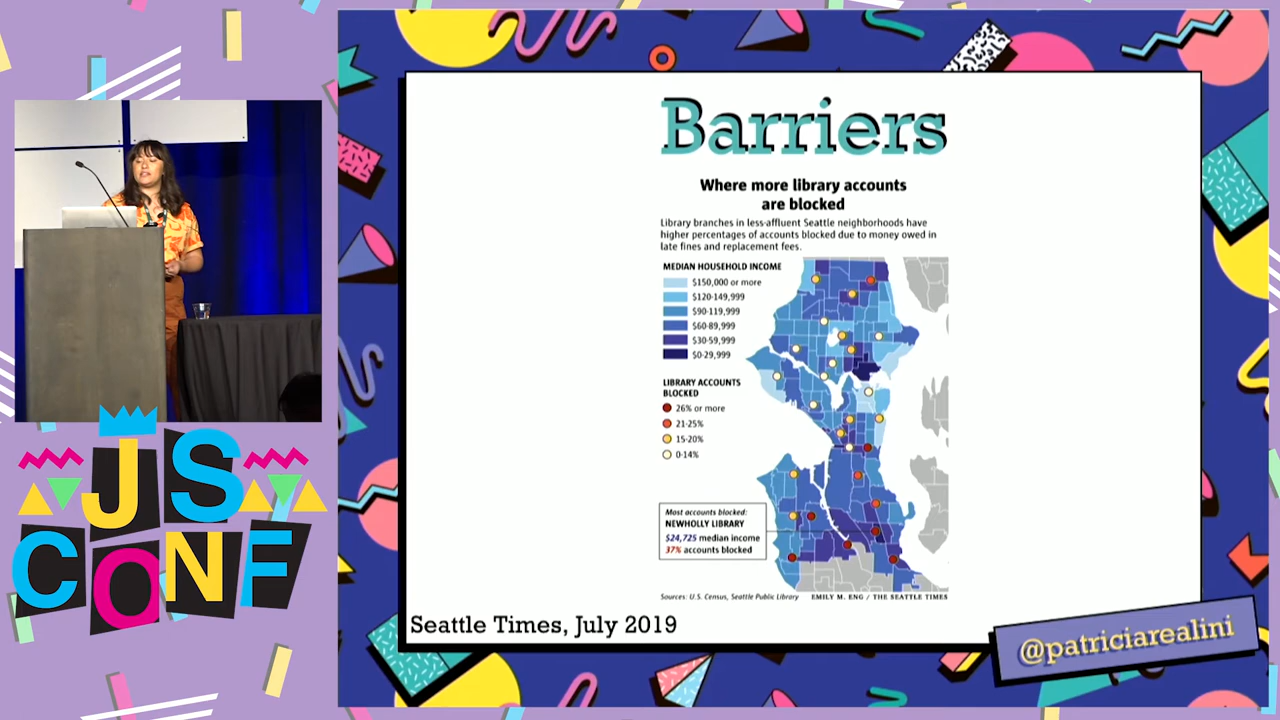 Barriers
Where more library accounts
are blocked
Library branches in less-affluent Seattle neighborhoods have
higher percentages of accounts blocked due to money owed in
late fines and replacement fees.
MEDIAN HOUSEHOLD INCOME
$150,000 or more
$120-149,999
$90-119,999
$60-89,999
$30-59,999
$0-29,999
LIBRARY ACCOUNTS
BLOCKED
26% or more
21-25%
15-20%
0-14%
Most accounts blocked:
NEWHOLLY LIBRARY
$24,725 median income
37% accounts blocked
Sources: U.S. Census, Seattle Public Library EMILY M. ENG / THE SEATTLE TIMES
Seattle Times, July 2019
@patriciarealini
JS
CONF